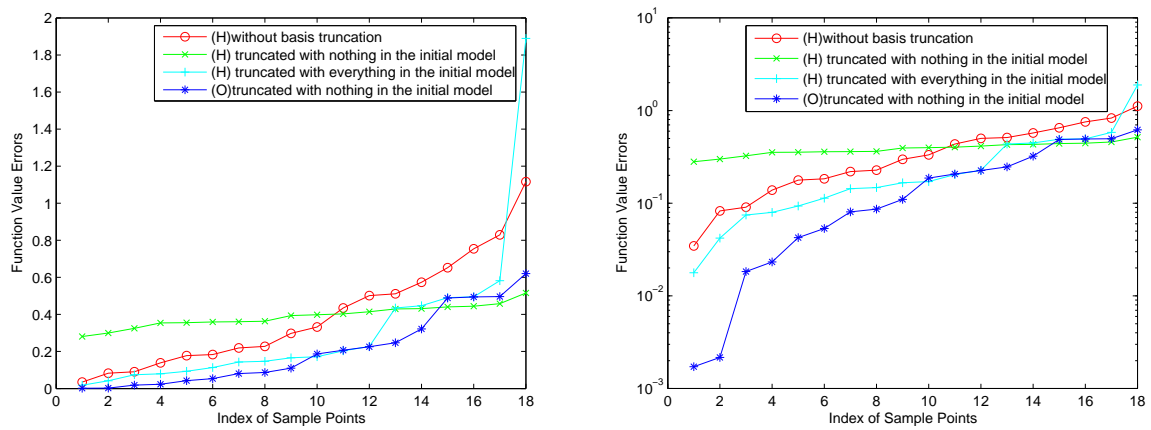 2
1.8
1.6
1.4
1.2
1
0.8
0.6
0.4
0.2
0
Function Value Errors
(H)without basis truncation
(H) truncated with nothing in the initial model
(H) truncated with everything in the initial model
(O)truncated with nothing in the initial model
0 2 4 6 8 10 12 14 16 18
Index of Sample Points
10^1
10^0
10^-1
10^-2
10^-3
Function Value Errors
(H)without basis truncation
(H) truncated with nothing in the initial model
(H) truncated with everything in the initial model
(O)truncated with nothing in the initial model
0 2 4 6 8 10 12 14 16 18
Index of Sample Points